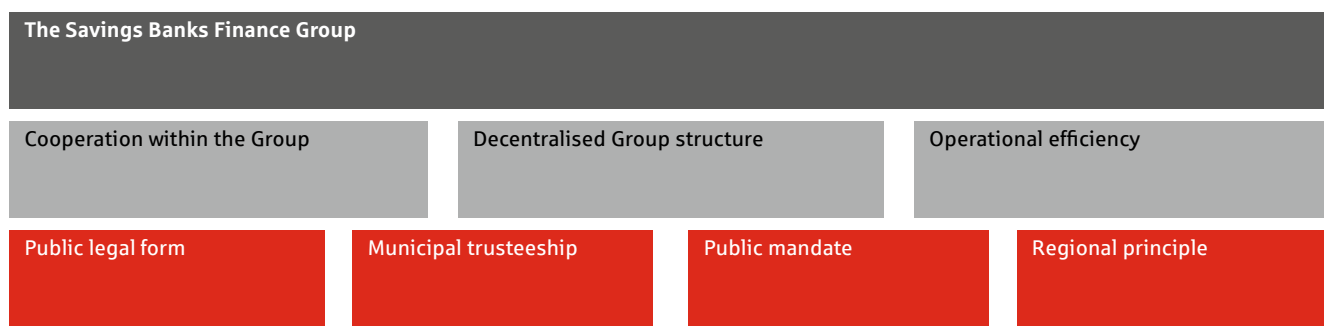 The Savings Banks Finance Group
Cooperation within the Group
Decentralised Group structure
Operational efficiency
Public legal form
Municipal trusteeship
Public mandate
Regional principle